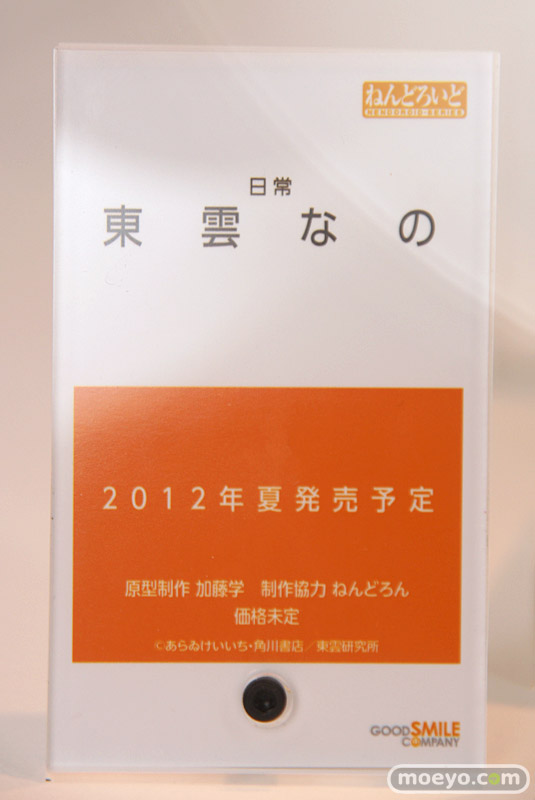 ねんどろいど
NENDOROID・SERIES
日常
東雲なの
2012年夏発売予定
原型制作 加藤学　制作協力 ねんどろん
価格未定
©あらゐけいいち・角川書店／東雲研究所
GOOD SMILE
COMPANY
moeyo.com